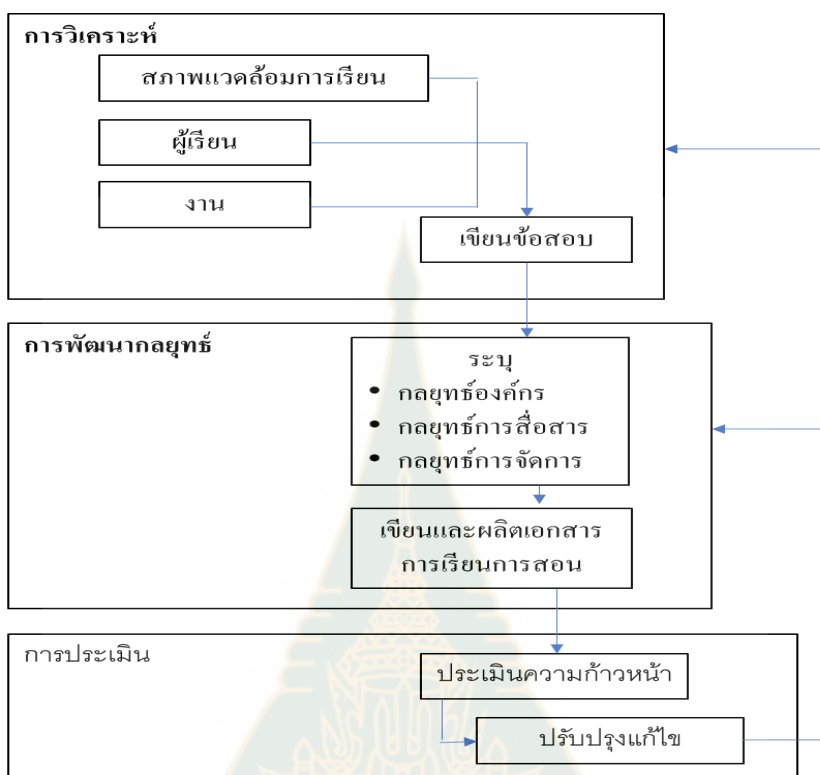 การวิเคราะห์
สภาพแวดล้อมการเรียน
ผู้เรียน
งาน
เขียนข้อสอบ
การพัฒนากลยุทธ์
ระบุ
• กลยุทธ์องค์กร
• กลยุทธ์การสื่อสาร
• กลยุทธ์การจัดการ
เขียนและผลิตเอกสาร
การเรียนการสอน
การประเมิน
ประเมินความก้าวหน้า
ปรับปรุงแก้ไข